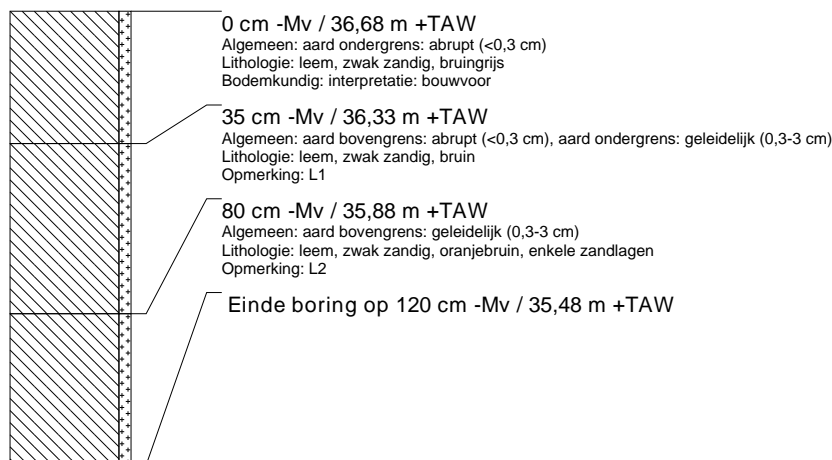 0 cm -Mv / 36,68 m +TAW
Algemeen: aard ondergrens: abrupt (<0,3 cm)
Lithologie: leem, zwak zandig, bruingrijs
Bodemkundig: interpretatie: bouwvoor
35 cm -Mv / 36,33 m +TAW
Algemeen: aard bovengrens: abrupt (<0,3 cm), aard ondergrens: geleidelijk (0,3-3 cm)
Lithologie: leem, zwak zandig, bruin
Opmerking: L1
80 cm -Mv / 35,88 m +TAW
Algemeen: aard bovengrens: geleidelijk (0,3-3 cm)
Lithologie: leem, zwak zandig, oranjebruin, enkele zandlagen
Opmerking: L2
Einde boring op 120 cm -Mv / 35,48 m +TAW